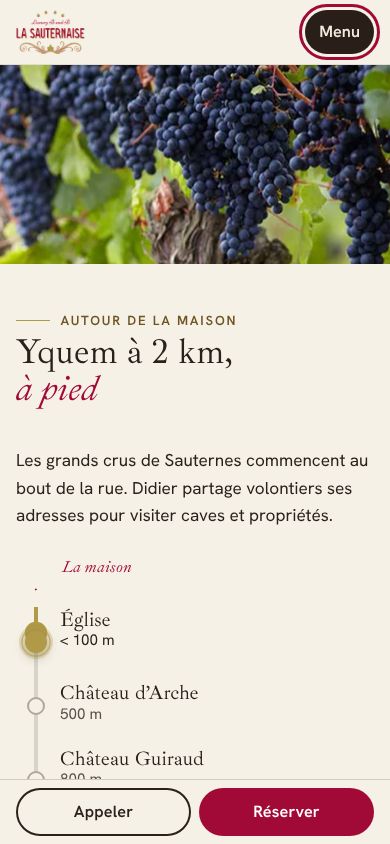 Luxury B and B
LA SAUTERNAISE
Menu
AUTOUR DE LA MAISON
Yquem à 2 km,
à pied
Les grands crus de Sauternes commencent au
bout de la rue. Didier partage volontiers ses
adresses pour visiter caves et propriétés.
La maison
Église
< 100 m
Château d’Arche
500 m
Château Guiraud
800 m
Appeler
Réserver